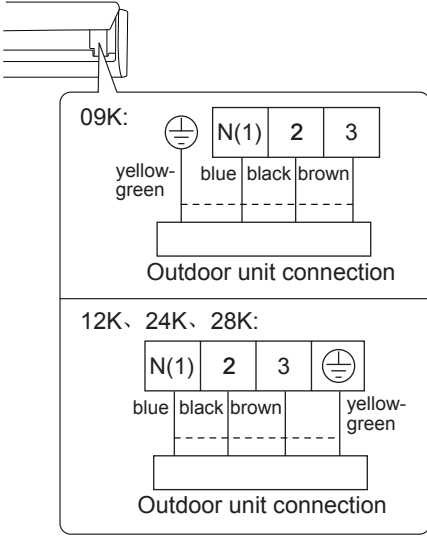 09K:
N(1) 2 3
yellow-
green
blue black brown
Outdoor unit connection
12K、24K、28K:
N(1) 2 3
blue black brown
yellow-
green
Outdoor unit connection